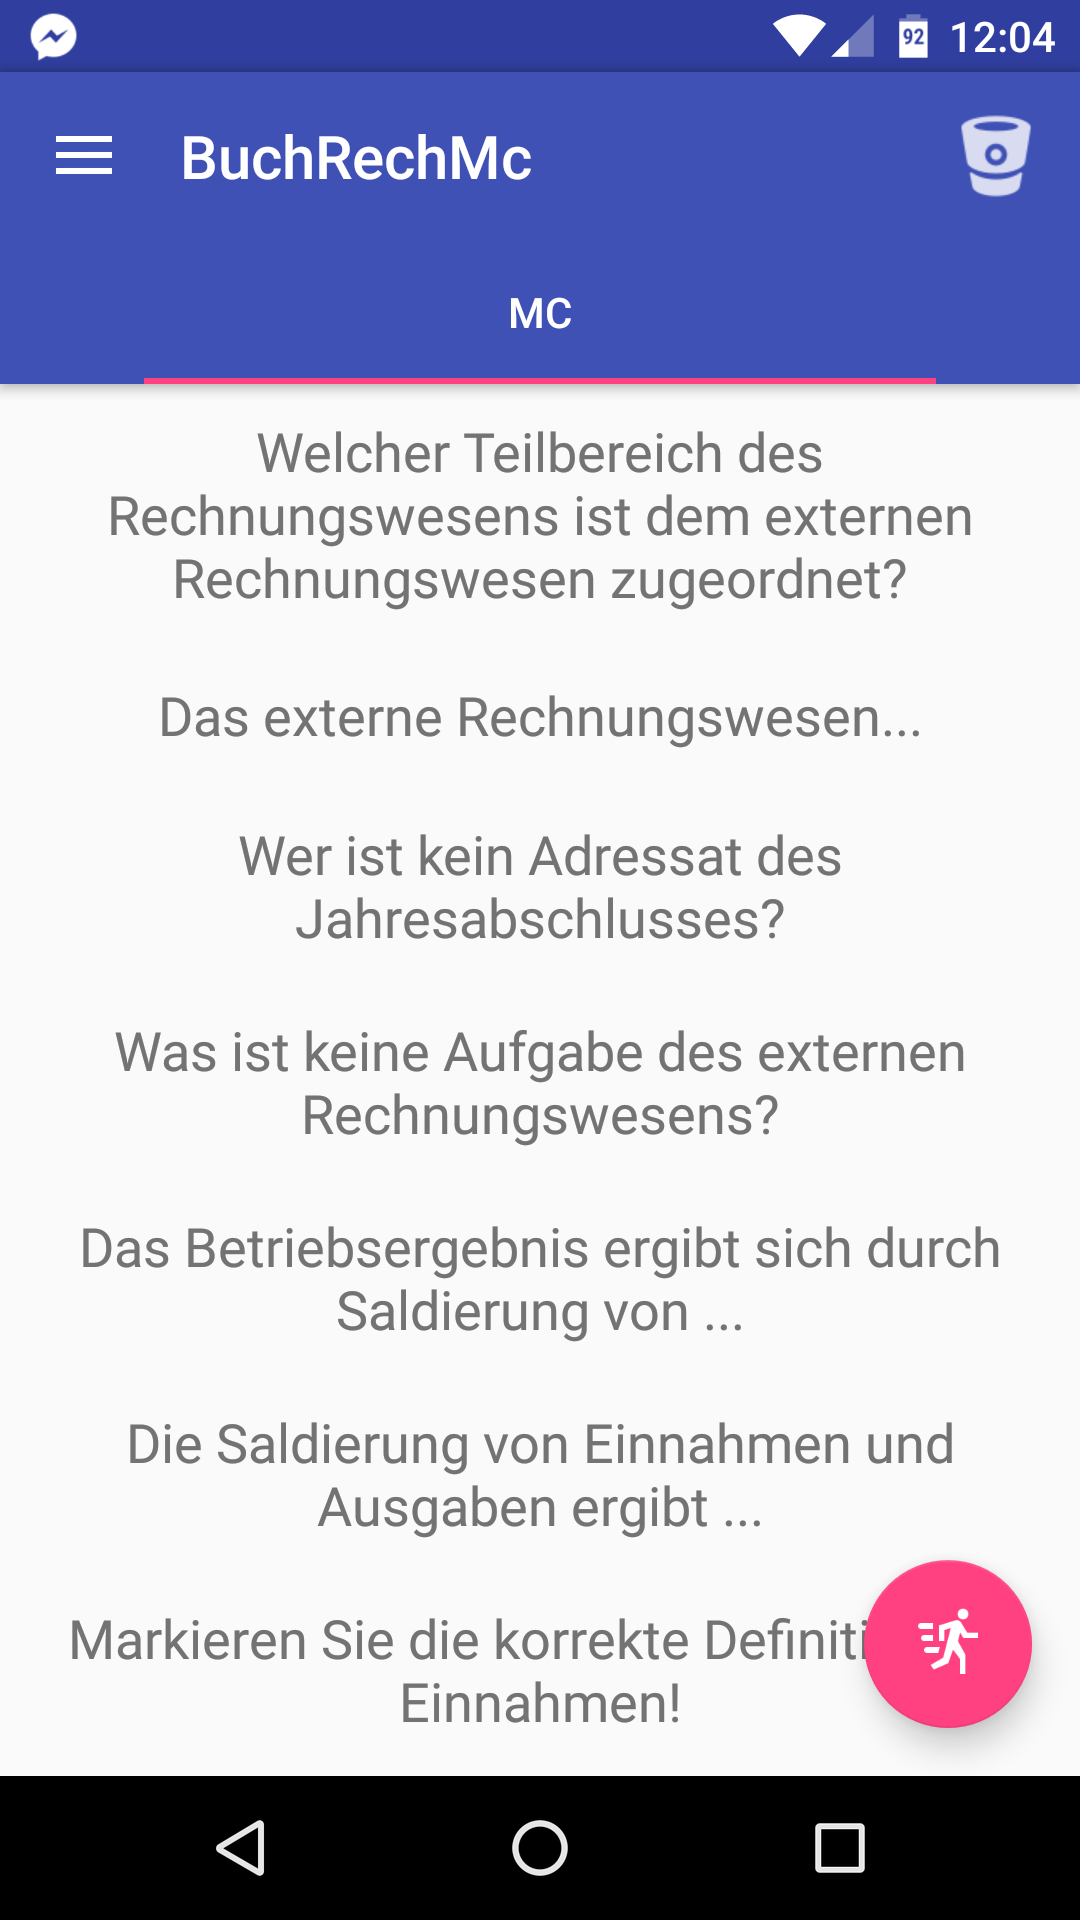 92 12:04
BuchRechMc
MC
Welcher Teilbereich des
Rechnungswesens ist dem externen
Rechnungswesen zugeordnet?
Das externe Rechnungswesen...
Wer ist kein Adressat des
Jahresabschlusses?
Was ist keine Aufgabe des externen
Rechnungswesens?
Das Betriebsergebnis ergibt sich durch
Saldierung von ...
Die Saldierung von Einnahmen und
Ausgaben ergibt ...
Markieren Sie die korrekte Definiti
Einnahmen!